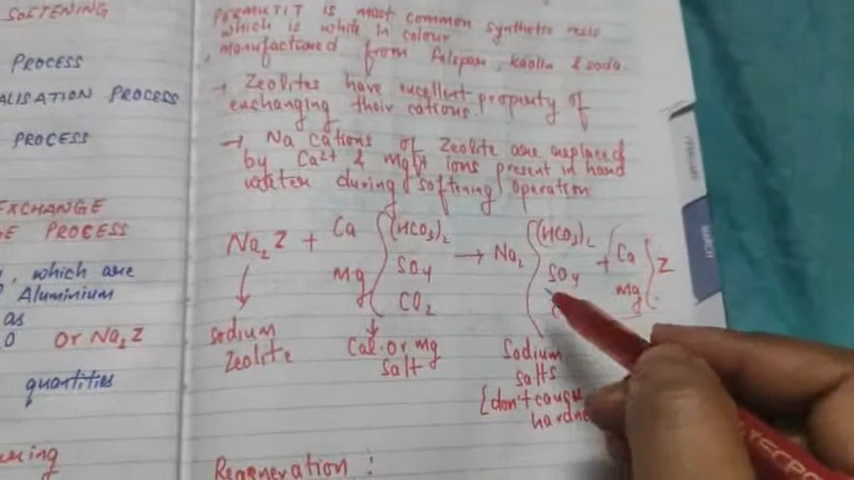 SOFTENING
PROCESS
ALISATION PROCESS
PROCESS
EXCHANGE
GE PROCESS
, which are
Aluminium
as
Or Na2Z
quantities
PERMUTIT is most common synthetic
which is white in colour
manufactured from felspar, kaolin & soda.
→ Zeolites have excellent property of
exchanging their cations.
→ Na cations of Zeolite are replaced
by Ca2+ & mg2+ ions present in hard
water during softening operation
Na2Z + Ca (HCO3)2 → Na2 (HCO3)2 + Ca Z
mg SO4 SO4 mg
CO2
sodium
Zeolite
Cal. Or mg
salt
Sodium
salts
{don't cause
hardne
Regeneration :
MARCH